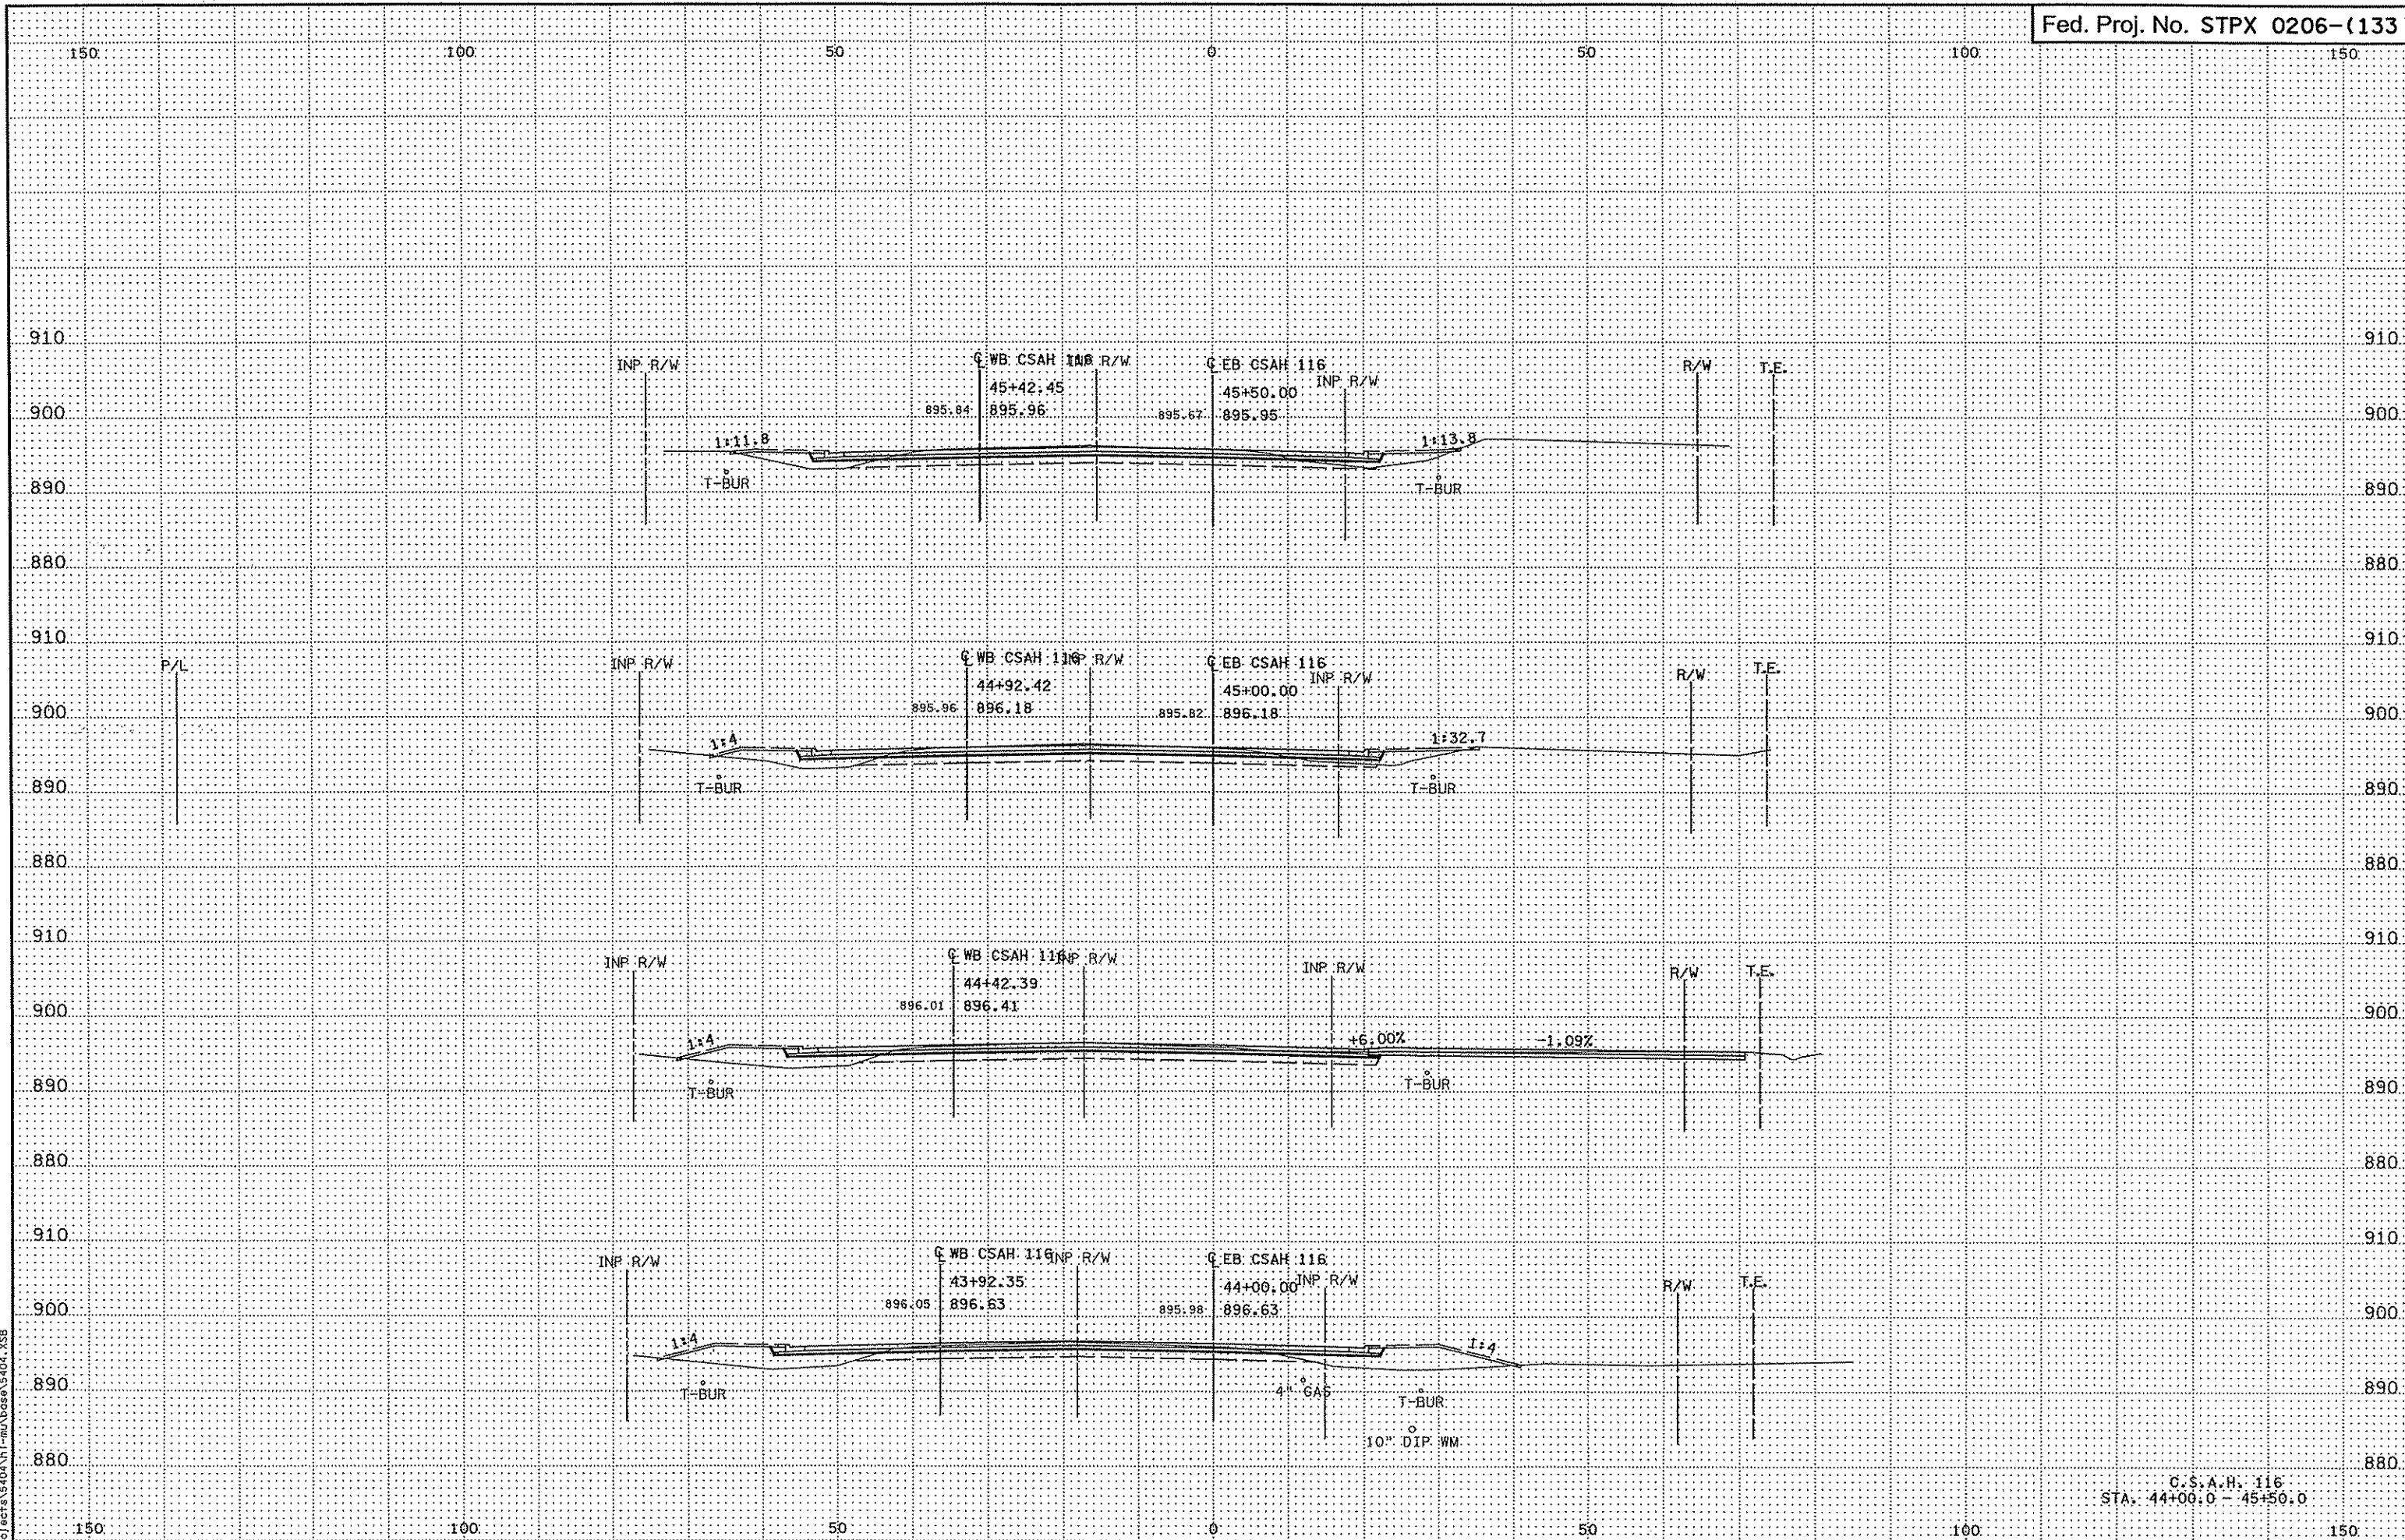 Fed. Proj. No. STPX 0206-(133
150 100 50 0 50 100 150
910 910
INP R/W ℄ WB CSAH 116 INP R/W ℄ EB CSAH 116 INP R/W R/W T.E.
45+42.45 45+50.00
900 895.84 895.96 895.67 895.95 900
1:11.8 1:13.8
890 T-BUR T-BUR 890
880 880
910 910
P/L INP R/W ℄ WB CSAH 116 INP R/W ℄ EB CSAH 116 INP R/W R/W T.E.
44+92.42 45+00.00
900 895.96 896.18 895.82 896.18 900
1:4 1:32.7
890 T-BUR T-BUR 890
880 880
910 910
INP R/W ℄ WB CSAH 116 INP R/W INP R/W R/W T.E.
44+42.39
900 896.01 896.41 900
1:4 +6.00% -1.09%
890 T-BUR T-BUR 890
880 880
910 910
INP R/W ℄ WB CSAH 116 INP R/W ℄ EB CSAH 116 INP R/W R/W T.E.
43+92.35 44+00.00
900 896.05 896.63 895.98 896.63 900
1:4 1:4
890 T-BUR 4" GAS T-BUR 890
10" DIP WM
880 880
C.S.A.H. 116
STA. 44+00.0 - 45+50.0
150 100 50 0 50 100 150